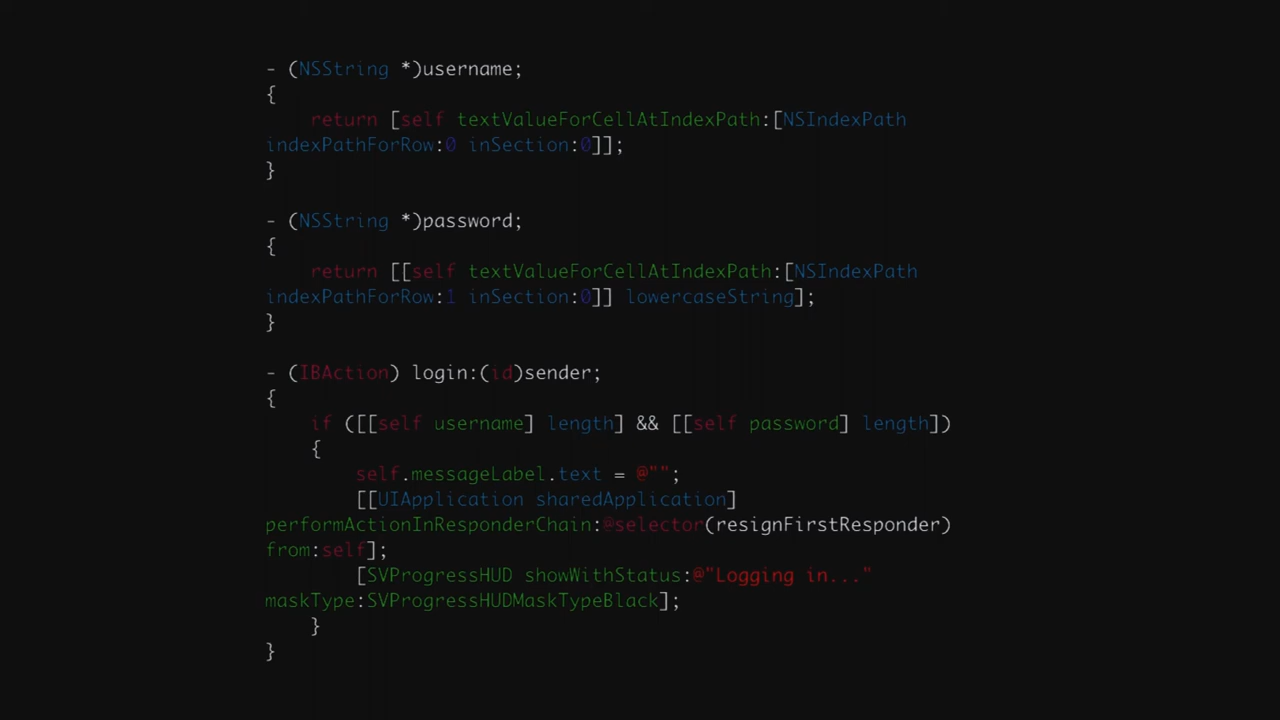 - (NSString *)username;
{
    return [self textValueForCellAtIndexPath:[NSIndexPath
indexPathForRow:0 inSection:0]];
}

- (NSString *)password;
{
    return [[self textValueForCellAtIndexPath:[NSIndexPath
indexPathForRow:1 inSection:0]] lowercaseString];
}

- (IBAction) login:(id)sender;
{
    if ([[self username] length] && [[self password] length])
    {
        self.messageLabel.text = @"";
        [[UIApplication sharedApplication]
performActionInResponderChain:@selector(resignFirstResponder)
from:self];
        [SVProgressHUD showWithStatus:@"Logging in..."
maskType:SVProgressHUDMaskTypeBlack];
    }
}